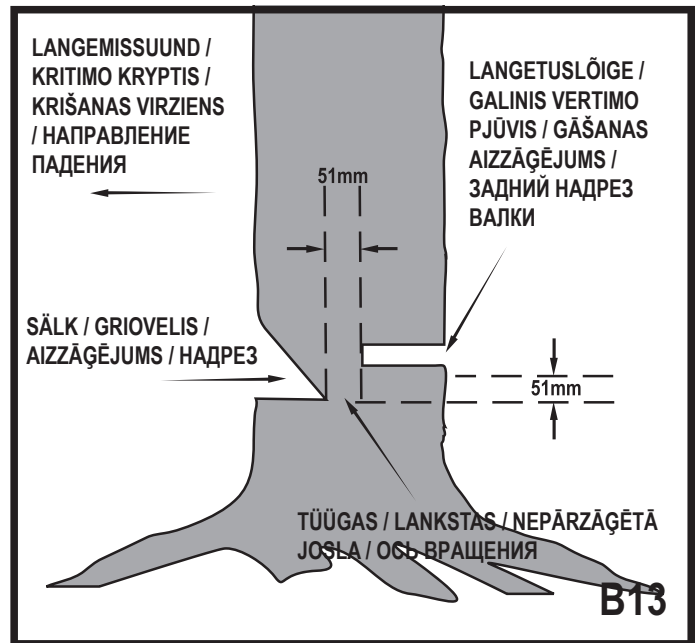 LANGEMISSUUND /
KRITIMO KRYPTIS /
KRIŠANAS VIRZIENS
/ НАПРАВЛЕНИЕ
ПАДЕНИЯ
LANGETUSLÕIGE /
GALINIS VERTIMO
PJŪVIS / GĀŠANAS
AIZZĀĢĒJUMS /
ЗАДНИЙ НАДРЕЗ
ВАЛКИ
51mm
SÄLK / GRIOVELIS /
AIZZĀĢĒJUMS / НАДРЕЗ
51mm
TÜÜGAS / LANKSTAS / NEPĀRZĀĢĒTĀ
JOSLA / ОСЬ ВРАЩЕНИЯ
B13